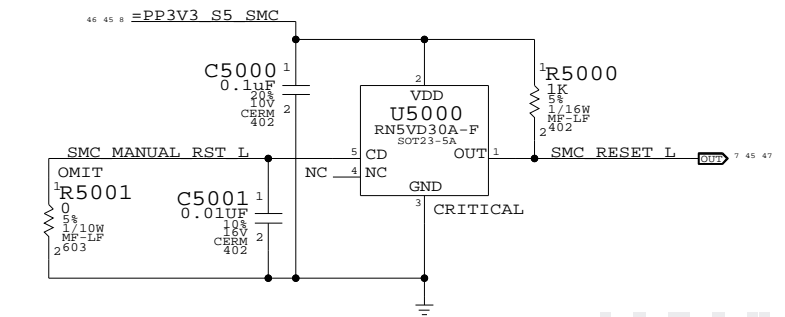 46 45 8 =PP3V3_S5_SMC
C5000 1
0.1uF
20%
10V 2
CERM
402
2
VDD
U5000
RN5VD30A-F
SOT23-5A
1 R5000
1K
5%
1/16W
MF-LF
2 402
SMC_MANUAL_RST_L
5 CD
OUT 1
SMC_RESET_L
OUT 7 45 47
NC 4 NC
GND
3
CRITICAL
OMIT
1 R5001
0
5%
1/10W
MF-LF
2 603
C5001 1
0.01UF
10%
16V 2
CERM
402